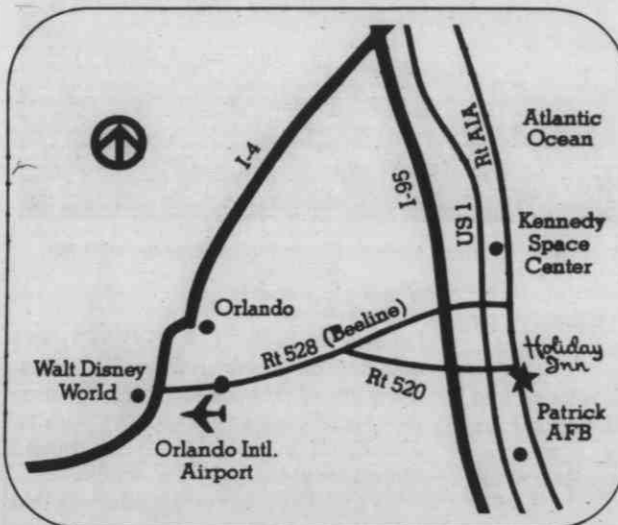 I-4
I-95
US 1
Rt A1A
Atlantic
Ocean
Kennedy
Space
Center
Orlando
Rt 528 (Beeline)
Rt 520
Holiday
Inn
Walt Disney
World
Orlando Intl.
Airport
Patrick
AFB